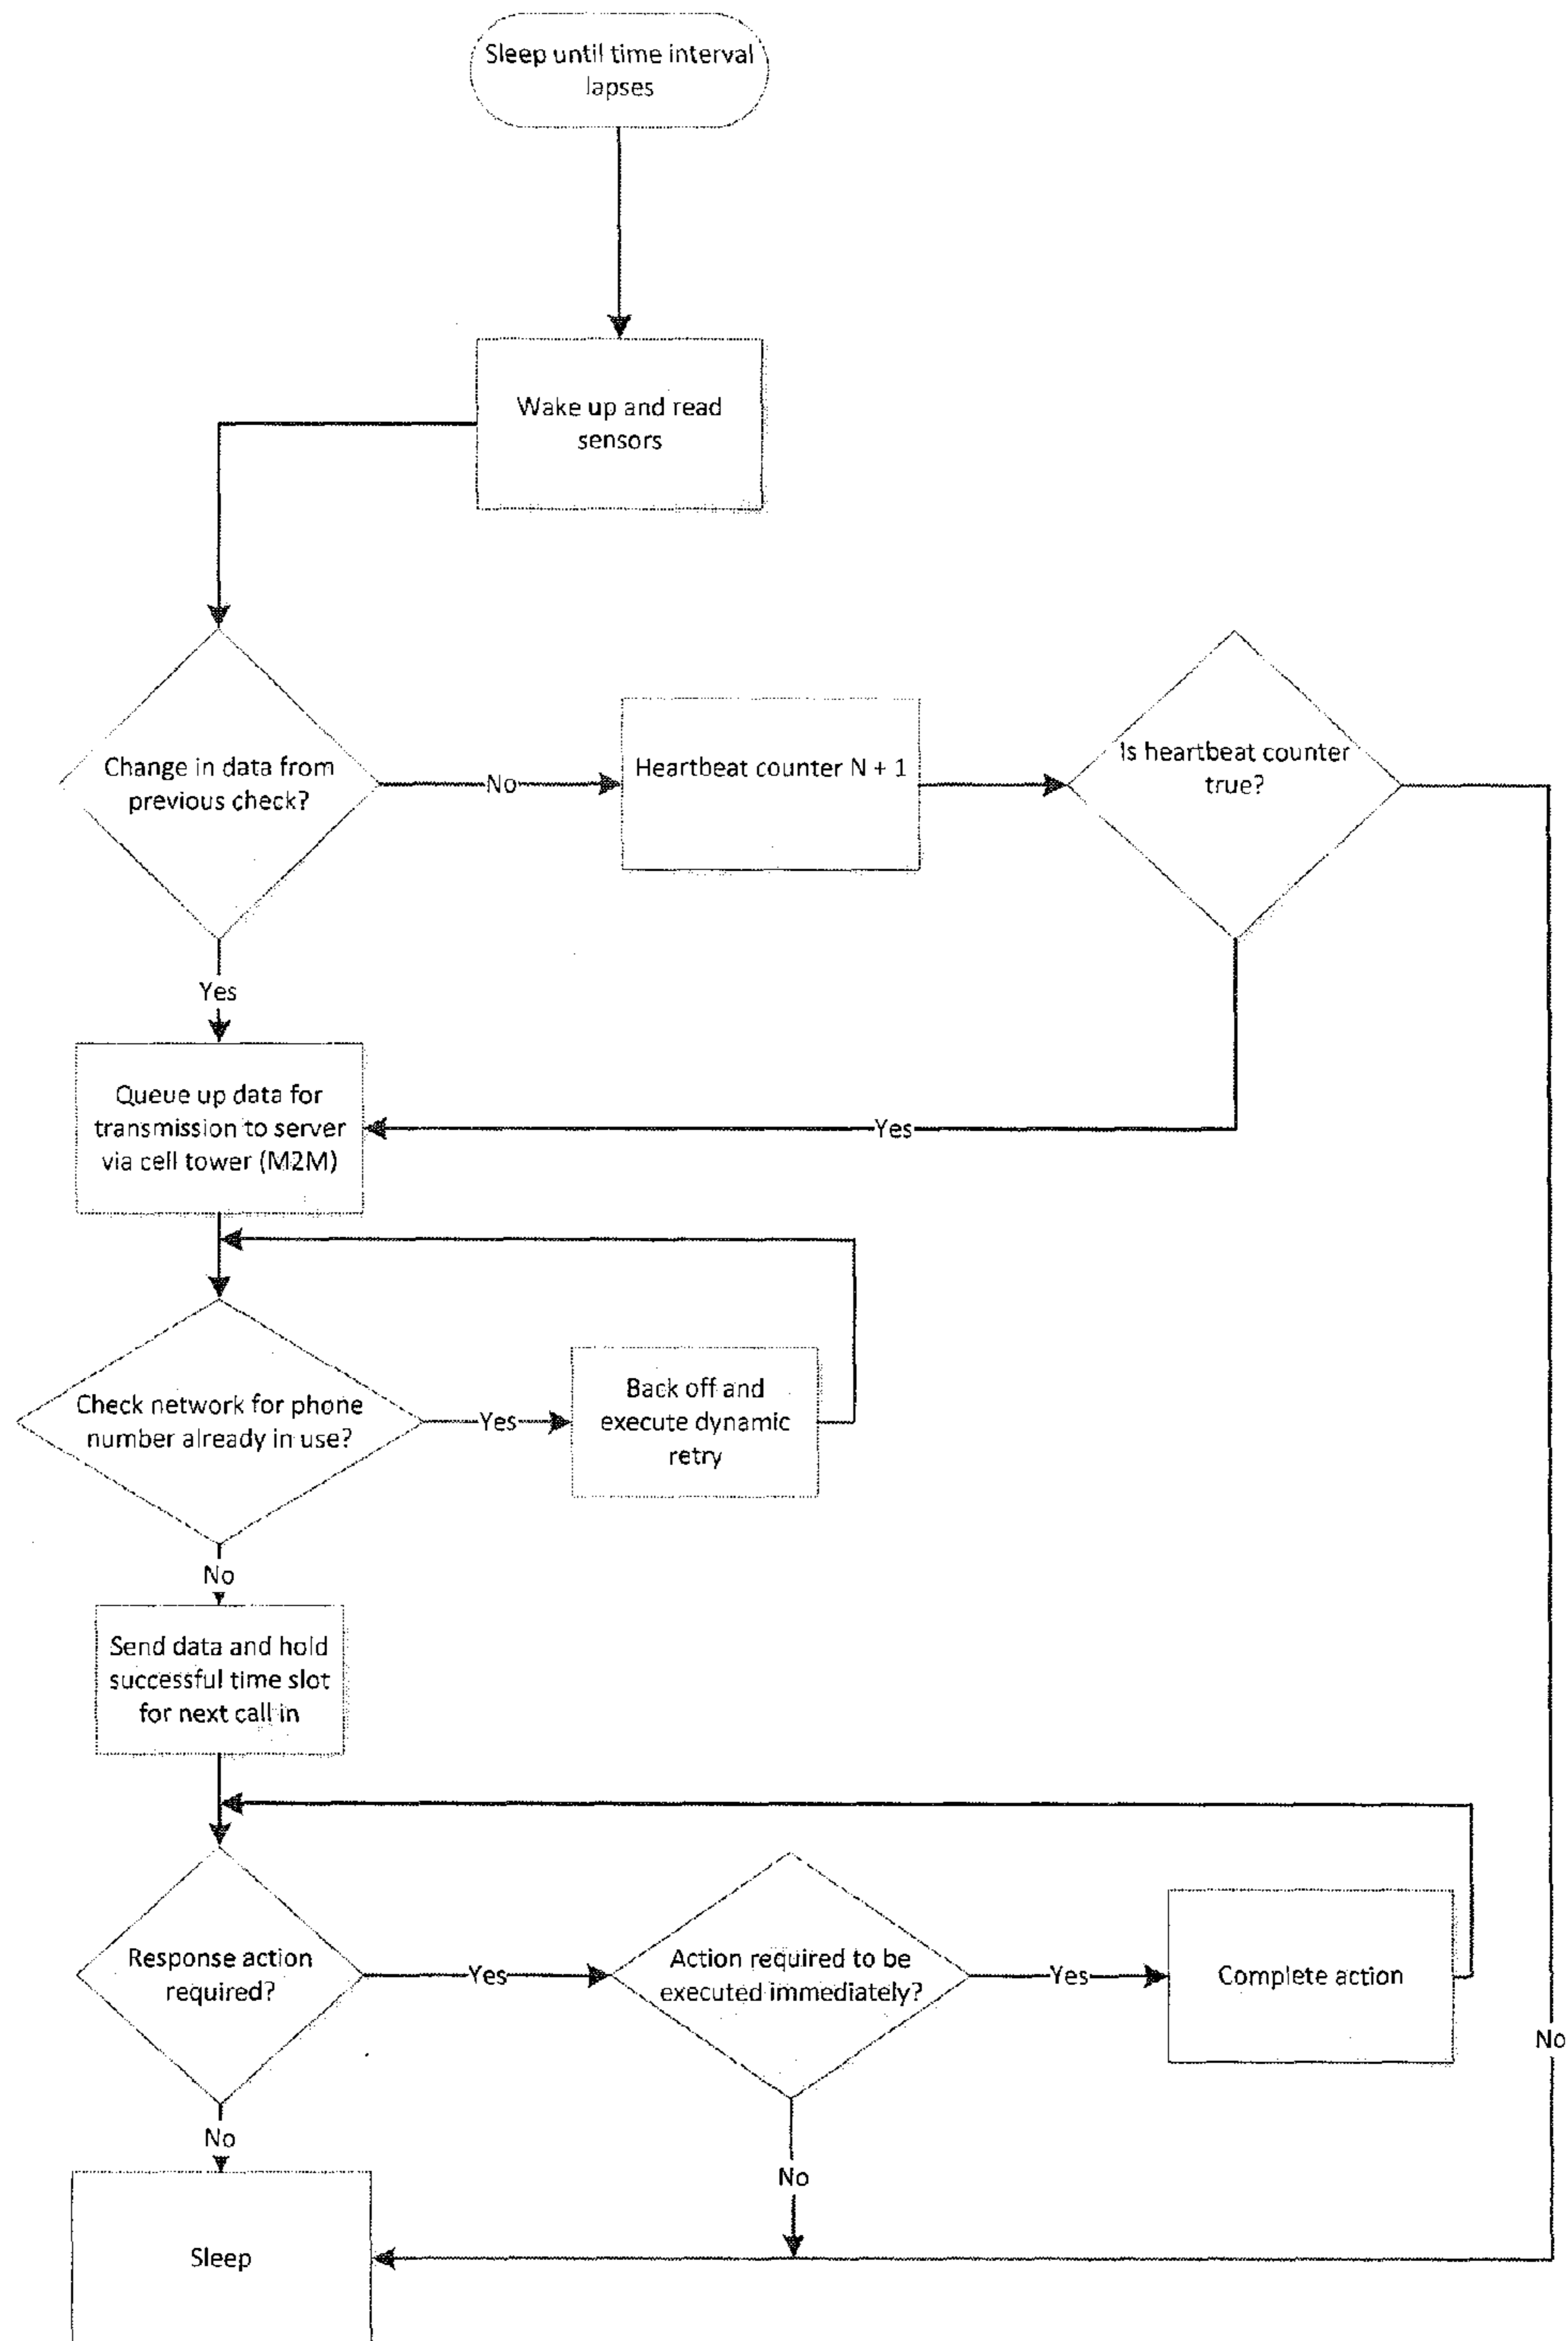 Sleep until time interval
lapses
Wake up and read
sensors
Change in data from
previous check?
No
Heartbeat counter N + 1
Is heartbeat counter
true?
Yes
Queue up data for
transmission to server
via cell tower (M2M)
Yes
Check network for phone
number already in use?
Yes
Back off and
execute dynamic
retry
No
Send data and hold
successful time slot
for next call in
Response action
required?
Yes
Action required to be
executed immediately?
Yes
Complete action
No
No
No
Sleep